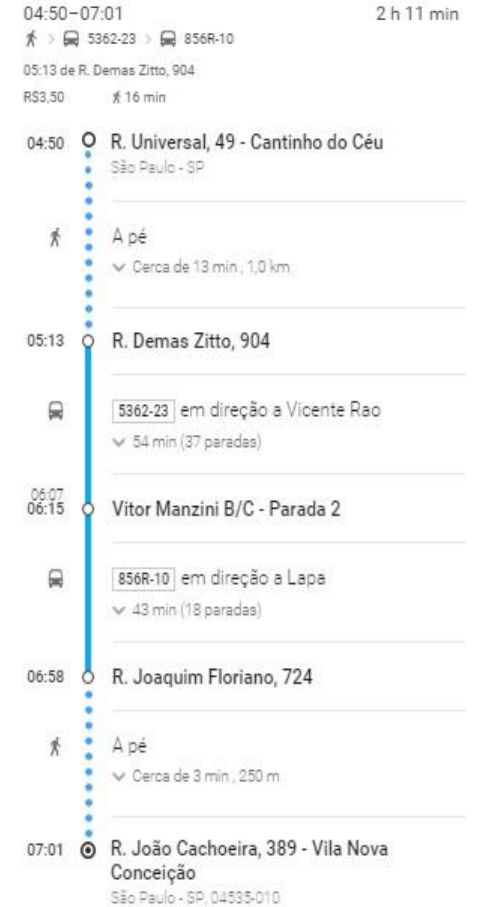 04:50–07:01 2 h 11 min
5362-23 856R-10
05:13 de R. Demas Zitto, 904
R$3,50 16 min
04:50 R. Universal, 49 - Cantinho do Céu
São Paulo - SP
A pé
Cerca de 13 min, 1,0 km
05:13 R. Demas Zitto, 904
5362-23 em direção a Vicente Rao
54 min (37 paradas)
06:07
06:15 Vitor Manzini B/C - Parada 2
856R-10 em direção a Lapa
43 min (18 paradas)
06:58 R. Joaquim Floriano, 724
A pé
Cerca de 3 min, 250 m
07:01 R. João Cachoeira, 389 - Vila Nova
Conceição
São Paulo - SP, 04535-010